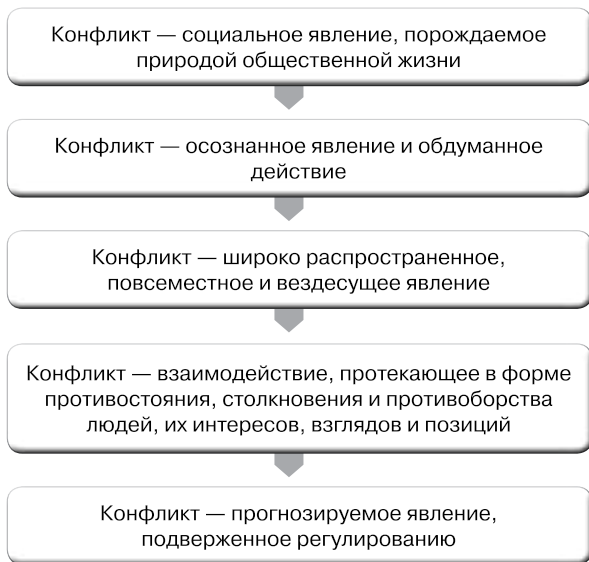 Конфликт — социальное явление, порождаемое
природой общественной жизни
Конфликт — осознанное явление и обдуманное
действие
Конфликт — широко распространенное,
повсеместное и вездесущее явление
Конфликт — взаимодействие, протекающее в форме
противостояния, столкновения и противоборства
людей, их интересов, взглядов и позиций
Конфликт — прогнозируемое явление,
подверженное регулированию